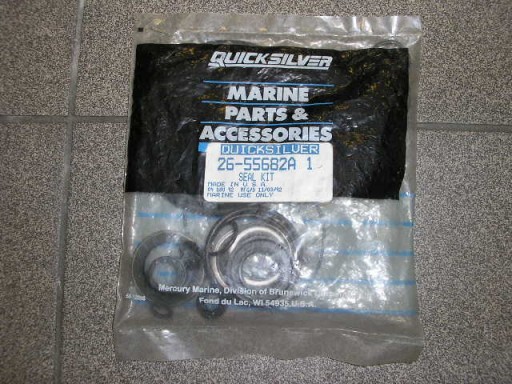 QUICKSILVER
MARINE
PARTS &
ACCESSORIES
QUICKSILVER
26-55682A 1
SEAL KIT
MADE IN U.S.A
MARINE USE ONLY
Mercury Marine, Division of Brunswick
Fond du Lac, WI 54935 U.S.A.